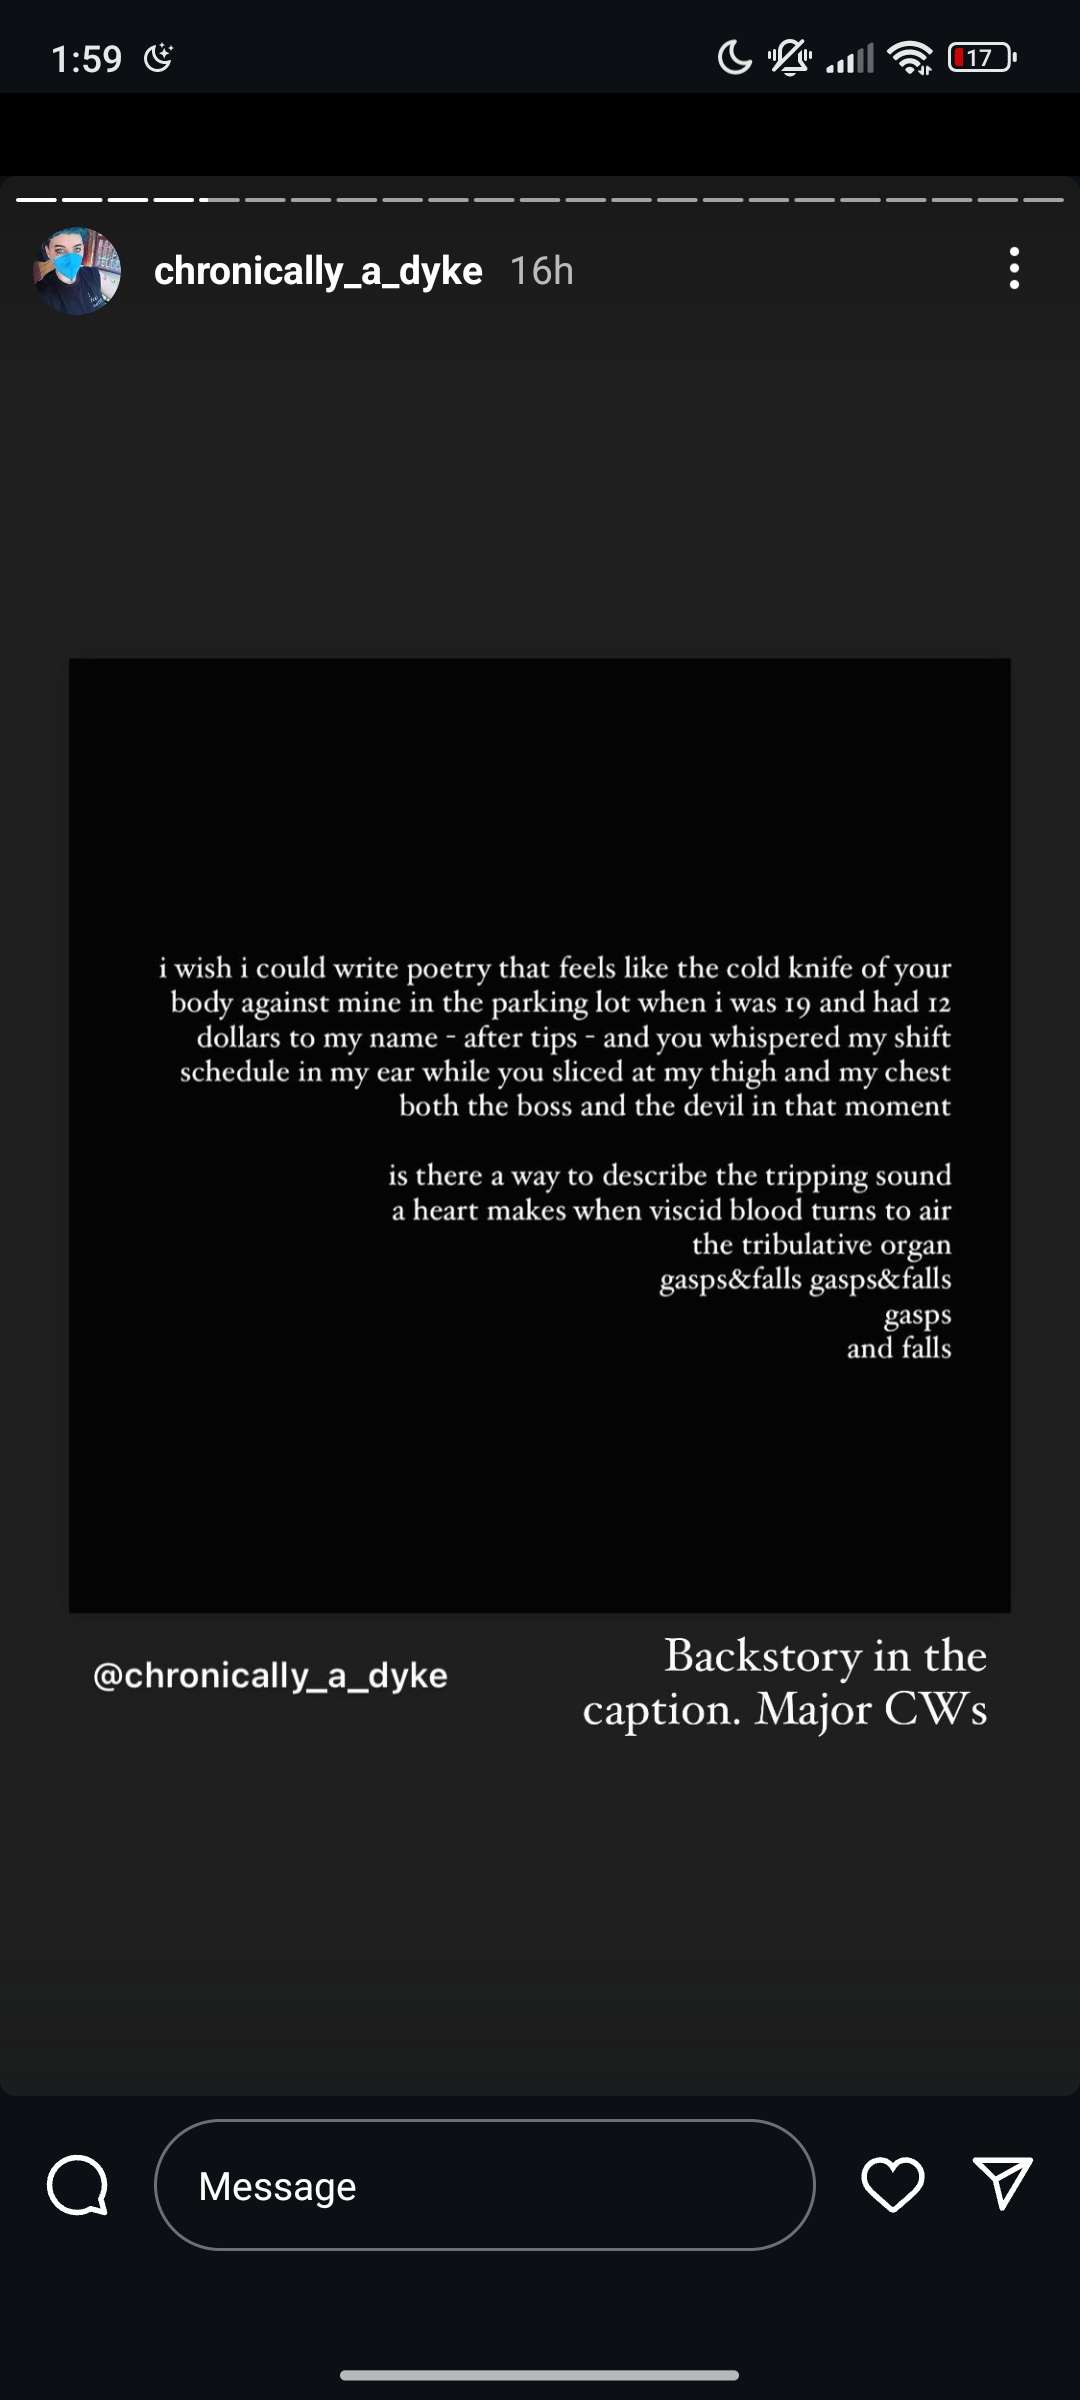 1:59
17
chronically_a_dyke 16h
i wish i could write poetry that feels like the cold knife of your
body against mine in the parking lot when i was 19 and had 12
dollars to my name - after tips - and you whispered my shift
schedule in my ear while you sliced at my thigh and my chest
both the boss and the devil in that moment
is there a way to describe the tripping sound
a heart makes when viscid blood turns to air
the tribulative organ
gasps&falls gasps&falls
gasps
and falls
@chronically_a_dyke
Backstory in the
caption. Major CWs
Message